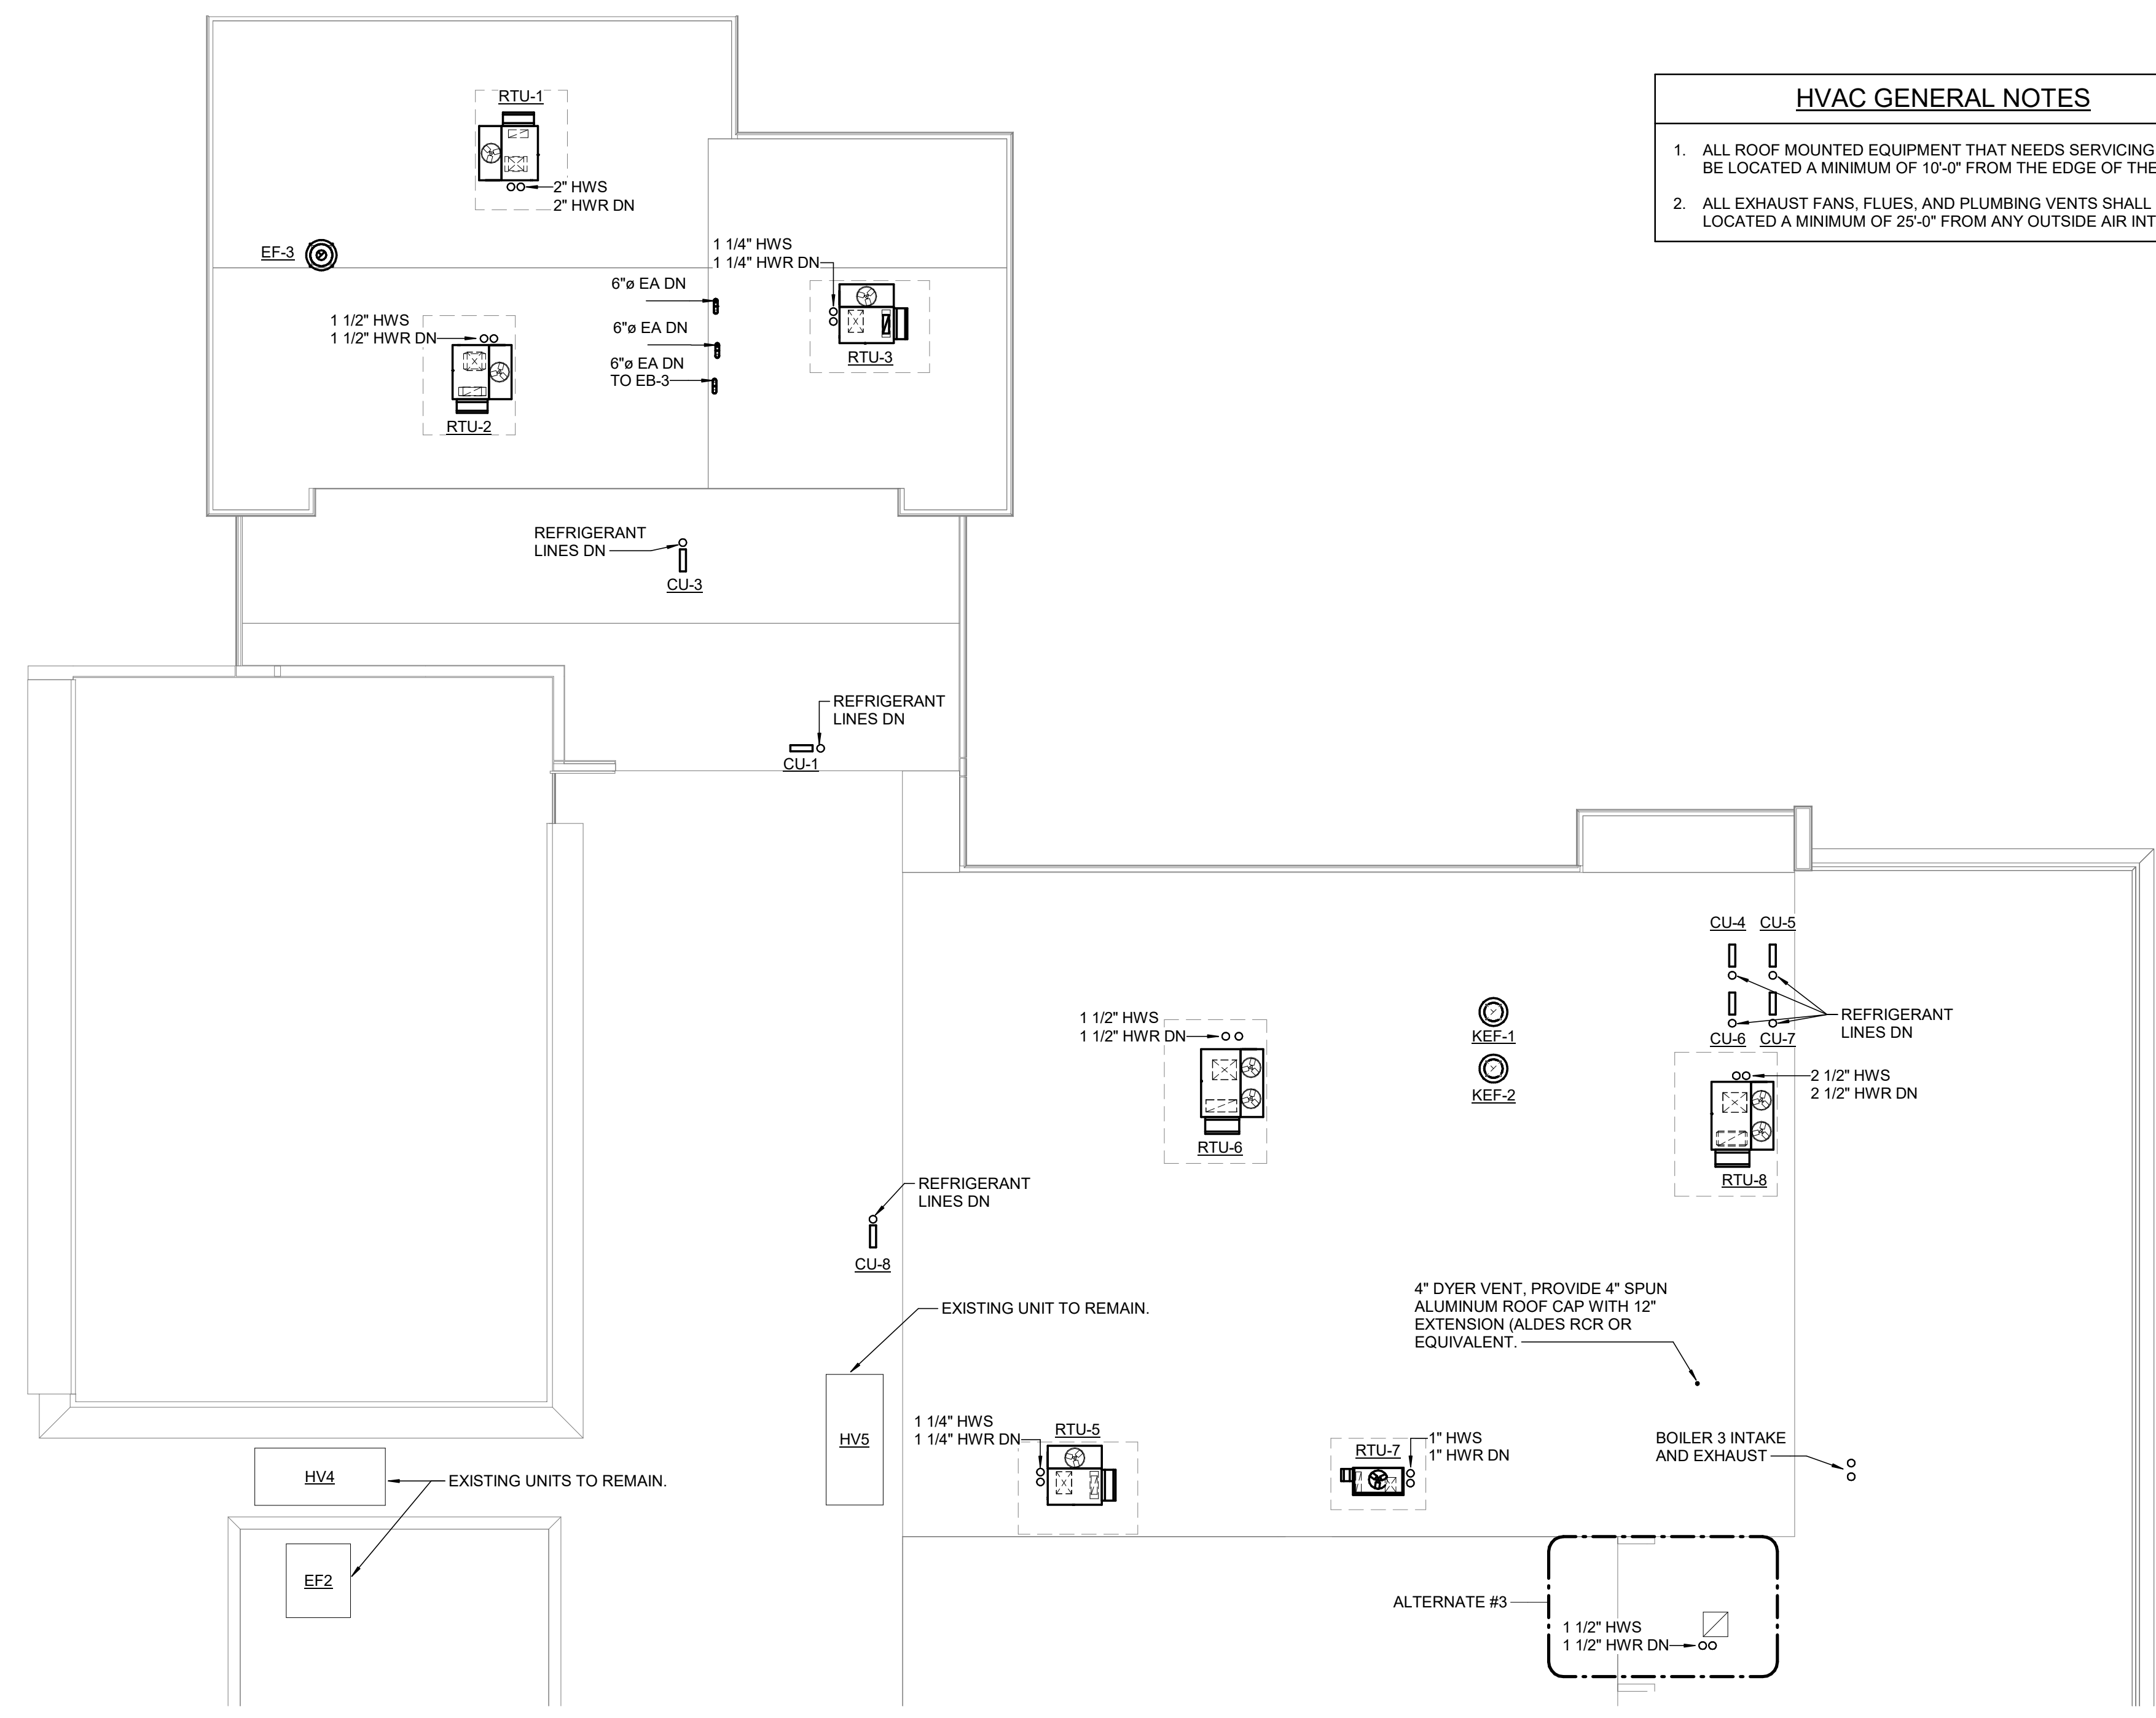 HVAC GENERAL NOTES
1. ALL ROOF MOUNTED EQUIPMENT THAT NEEDS SERVICING
BE LOCATED A MINIMUM OF 10'-0" FROM THE EDGE OF THE
2. ALL EXHAUST FANS, FLUES, AND PLUMBING VENTS SHALL
LOCATED A MINIMUM OF 25'-0" FROM ANY OUTSIDE AIR INT
RTU-1
2" HWS
2" HWR DN
EF-3
1 1/4" HWS
1 1/4" HWR DN
6"ø EA DN
6"ø EA DN
6"ø EA DN
TO EB-3
1 1/2" HWS
1 1/2" HWR DN
RTU-3
RTU-2
REFRIGERANT
LINES DN
CU-3
REFRIGERANT
LINES DN
CU-1
CU-4
CU-5
REFRIGERANT
LINES DN
CU-6
CU-7
1 1/2" HWS
1 1/2" HWR DN
KEF-1
KEF-2
2 1/2" HWS
2 1/2" HWR DN
RTU-6
RTU-8
REFRIGERANT
LINES DN
CU-8
EXISTING UNIT TO REMAIN.
4" DYER VENT, PROVIDE 4" SPUN
ALUMINUM ROOF CAP WITH 12"
EXTENSION (ALDES RCR OR
EQUIVALENT.
HV5
1 1/4" HWS
1 1/4" HWR DN
RTU-5
RTU-7
1" HWS
1" HWR DN
BOILER 3 INTAKE
AND EXHAUST
HV4
EXISTING UNITS TO REMAIN.
EF2
ALTERNATE #3
1 1/2" HWS
1 1/2" HWR DN